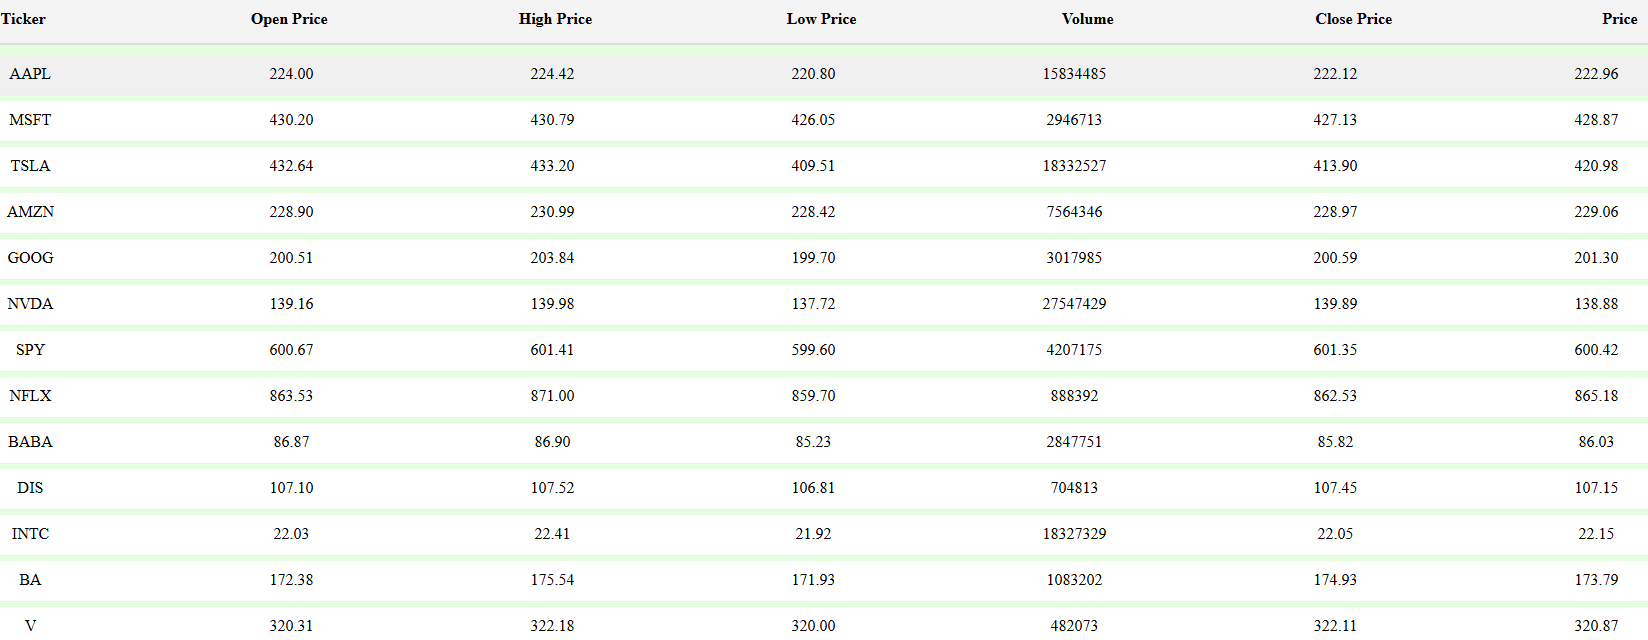 Ticker Open Price High Price Low Price Volume Close Price Price
AAPL 224.00 224.42 220.80 15834485 222.12 222.96
MSFT 430.20 430.79 426.05 2946713 427.13 428.87
TSLA 432.64 433.20 409.51 18332527 413.90 420.98
AMZN 228.90 230.99 228.42 7564346 228.97 229.06
GOOG 200.51 203.84 199.70 3017985 200.59 201.30
NVDA 139.16 139.98 137.72 27547429 139.89 138.88
SPY 600.67 601.41 599.60 4207175 601.35 600.42
NFLX 863.53 871.00 859.70 888392 862.53 865.18
BABA 86.87 86.90 85.23 2847751 85.82 86.03
DIS 107.10 107.52 106.81 704813 107.45 107.15
INTC 22.03 22.41 21.92 18327329 22.05 22.15
BA 172.38 175.54 171.93 1083202 174.93 173.79
V 320.31 322.18 320.00 482073 322.11 320.87